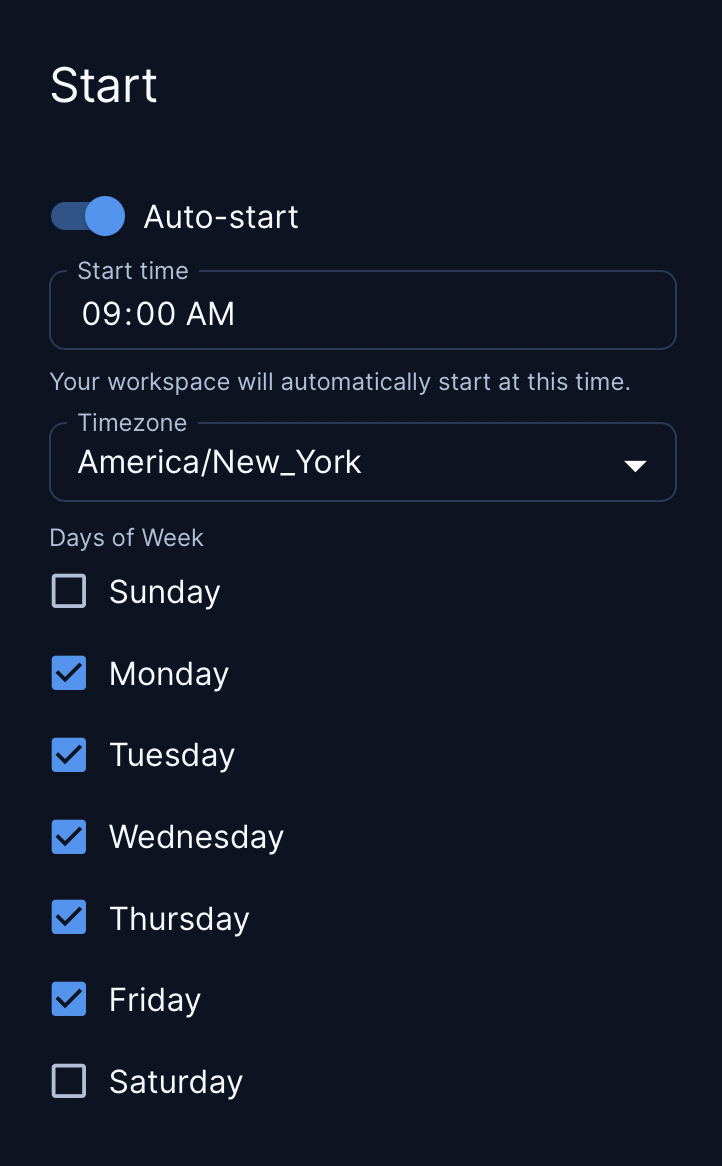 Start
Auto-start
Start time
09:00 AM
Your workspace will automatically start at this time.
Timezone
America/New_York
Days of Week
Sunday
Monday
Tuesday
Wednesday
Thursday
Friday
Saturday